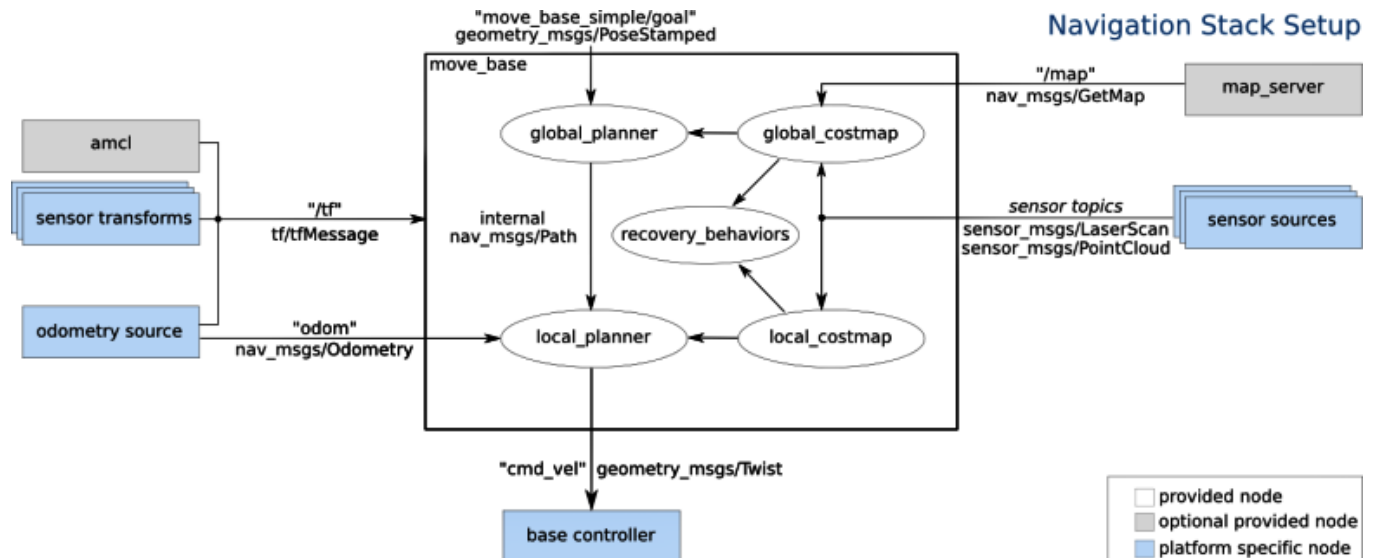 "move_base_simple/goal"
geometry_msgs/PoseStamped
Navigation Stack Setup
move_base
"/map"
nav_msgs/GetMap
map_server
amcl
global_planner
global_costmap
sensor transforms
"/tf"
tf/tfMessage
internal
nav_msgs/Path
recovery_behaviors
sensor topics
sensor_msgs/LaserScan
sensor_msgs/PointCloud
sensor sources
odometry source
"odom"
nav_msgs/Odometry
local_planner
local_costmap
"cmd_vel" geometry_msgs/Twist
base controller
provided node
optional provided node
platform specific node